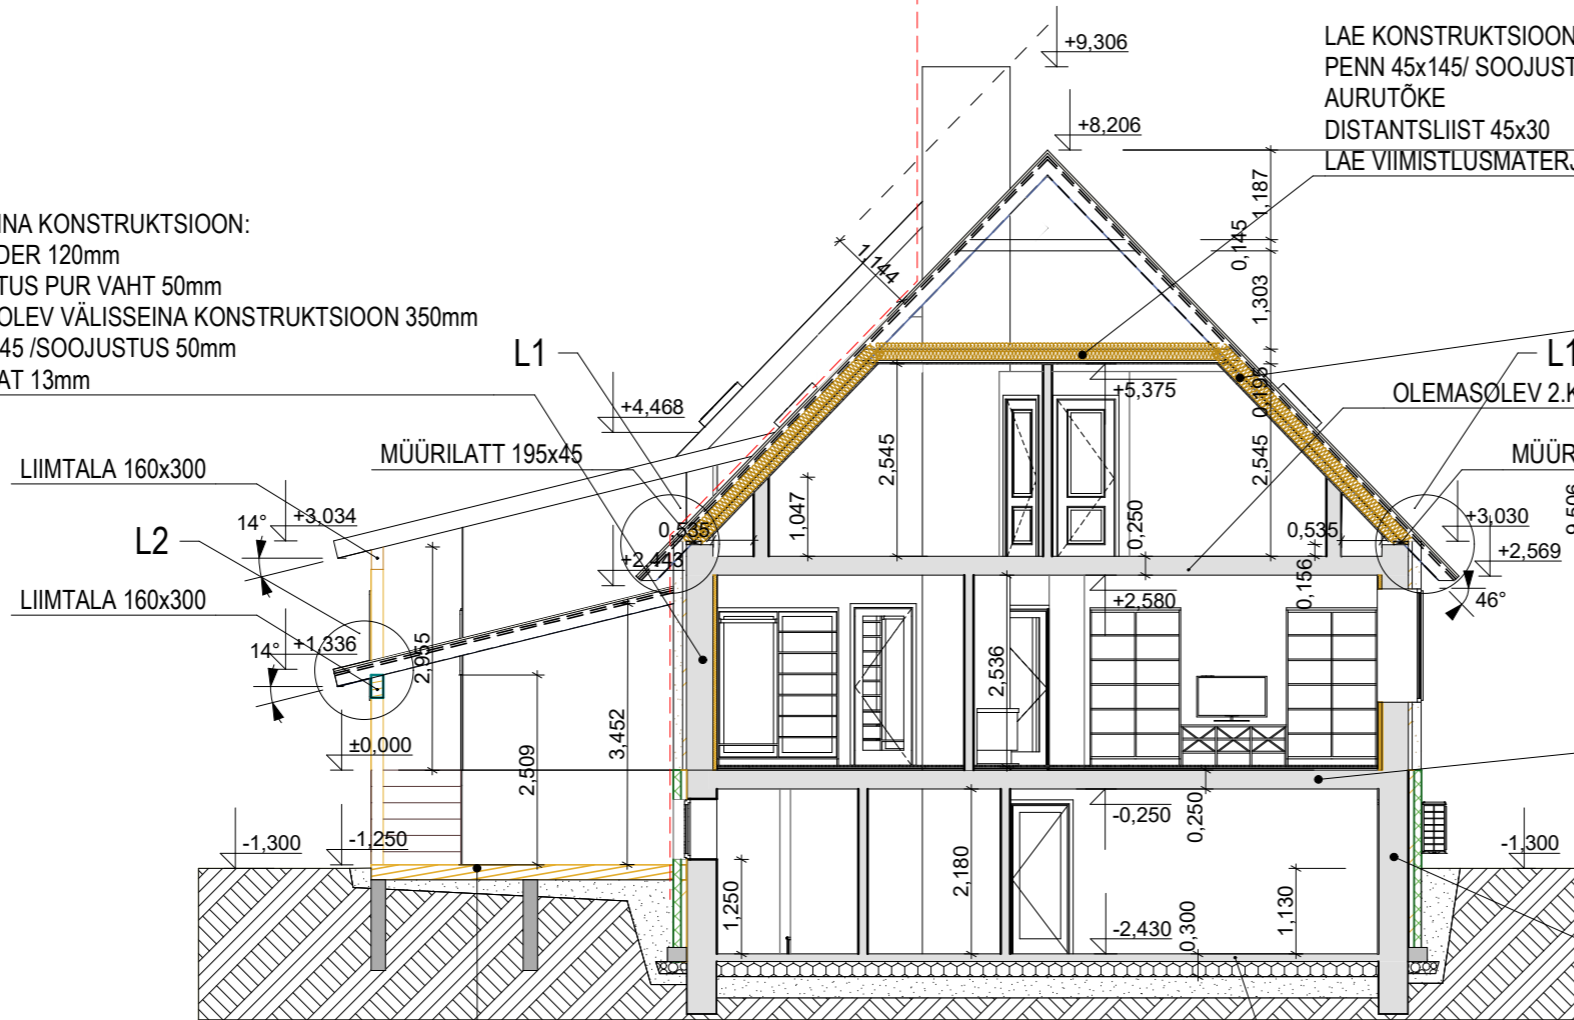 +9,306
+8,206
LAE KONSTRUKTSIOON
PENN 45x145/ SOOJUST
AURUTÕKE
DISTANTSLIIST 45x30
LAE VIIMISTLUSMATERJ
INA KONSTRUKTSIOON:
DER 120mm
TUS PUR VAHT 50mm
OLEV VÄLISSEINA KONSTRUKTSIOON 350mm
45 /SOOJUSTUS 50mm
AT 13mm
1,187
0,145
1,303
1,144
L1
L1
+4,468
+5,375
0,195
OLEMASOLEV 2.K
MÜÜRILATT 195x45
MÜÜR
LIIMTALA 160x300
2,545
2,545
1,047
0,250
9,506
14°
+3,034
L2
0,535
0,535
+3,030
+2,443
+2,569
0,156
46°
+2,580
LIIMTALA 160x300
14°
+1,336
2,955
2,536
3,452
±0,000
2,509
-0,250
0,250
-1,300
-1,250
-1,300
2,180
1,250
1,130
-2,430
0,300